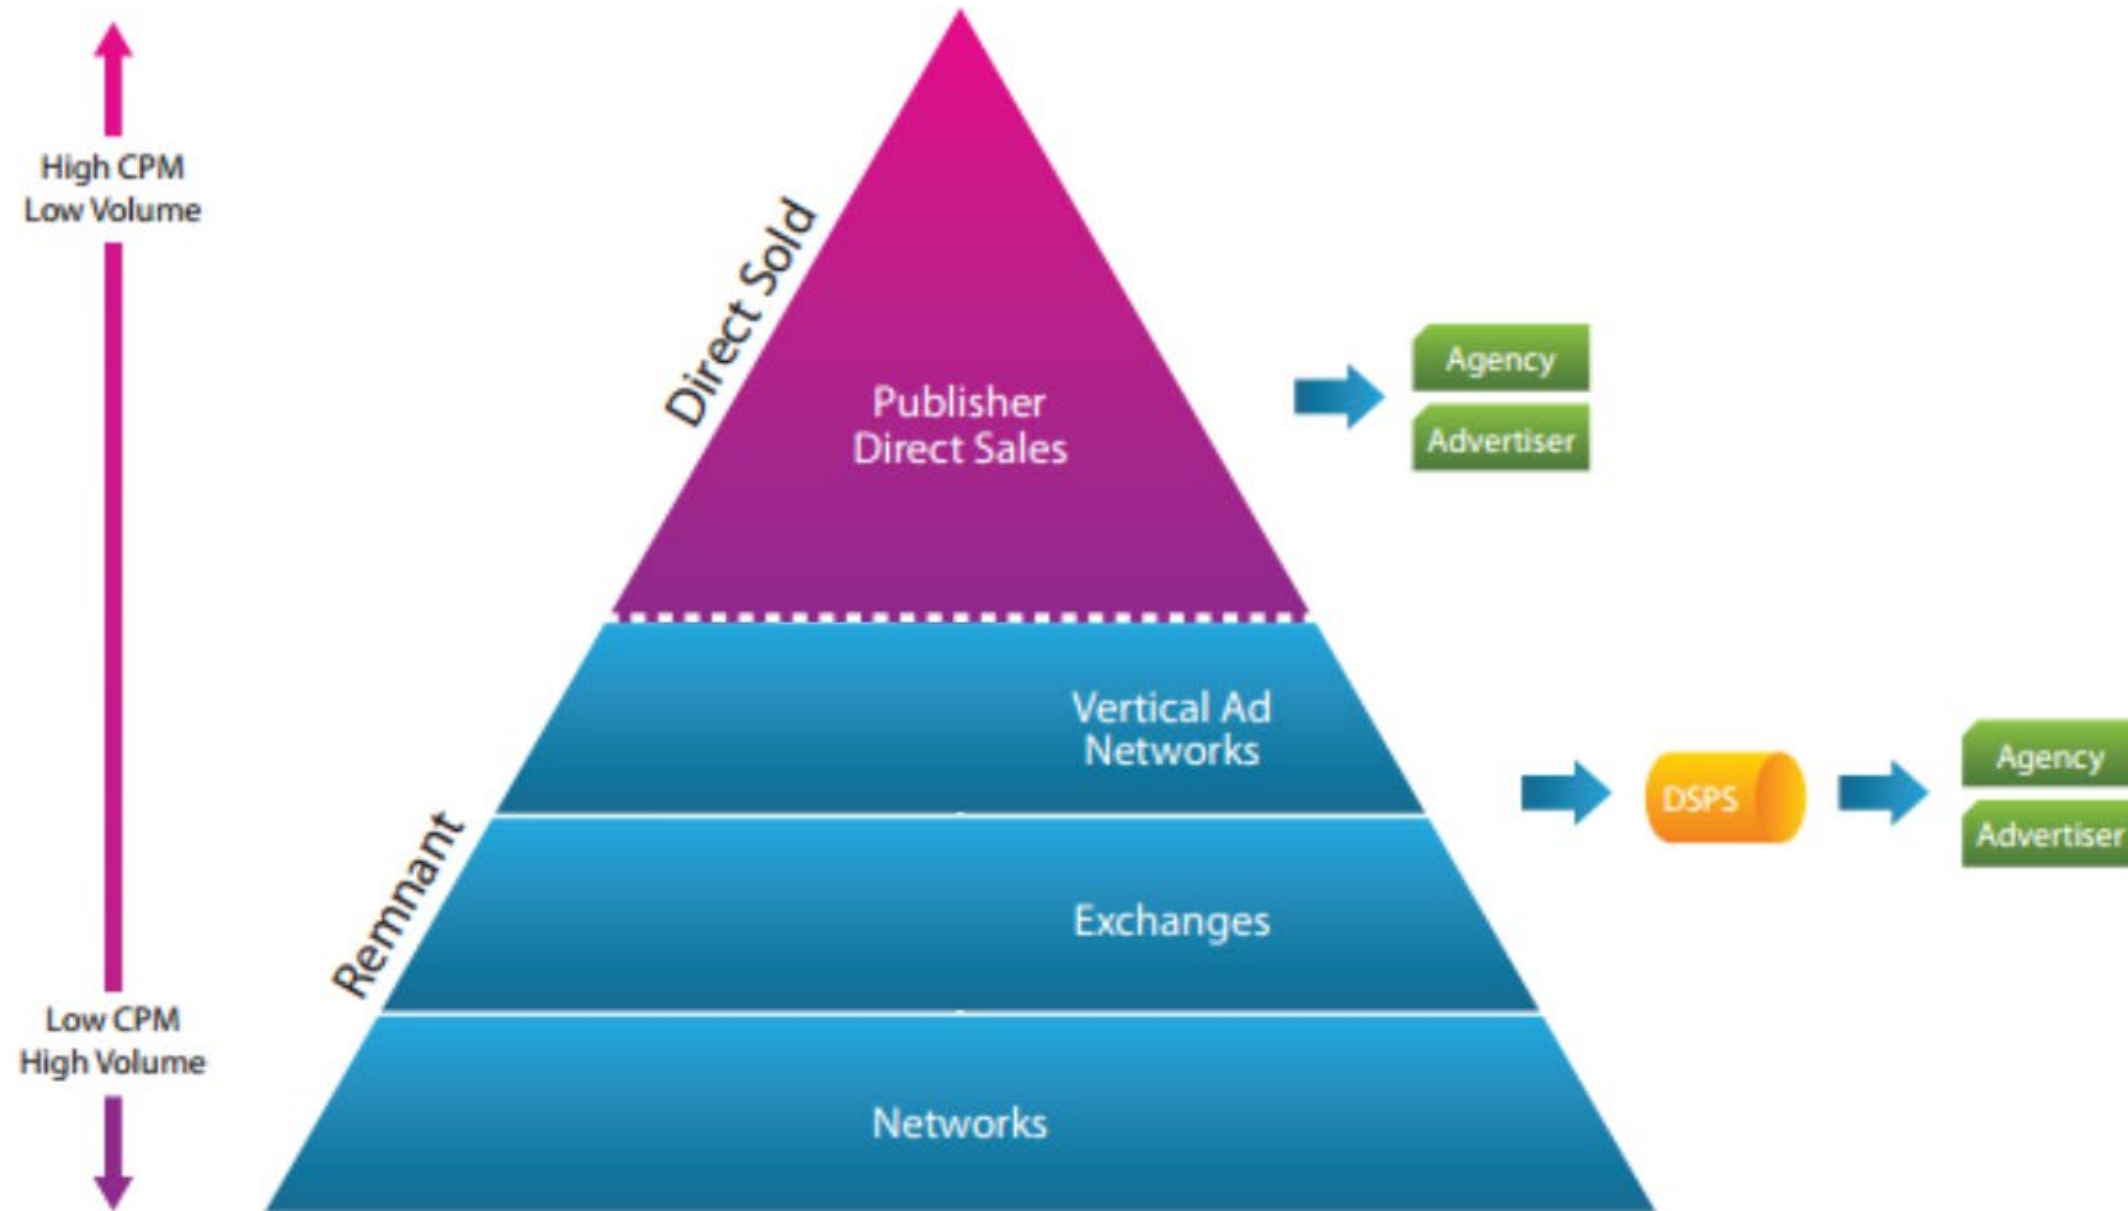 High CPM
Low Volume
Direct Sold
Publisher
Direct Sales
Agency
Advertiser
Vertical Ad
Networks
DSPS
Agency
Advertiser
Remnant
Exchanges
Low CPM
High Volume
Networks